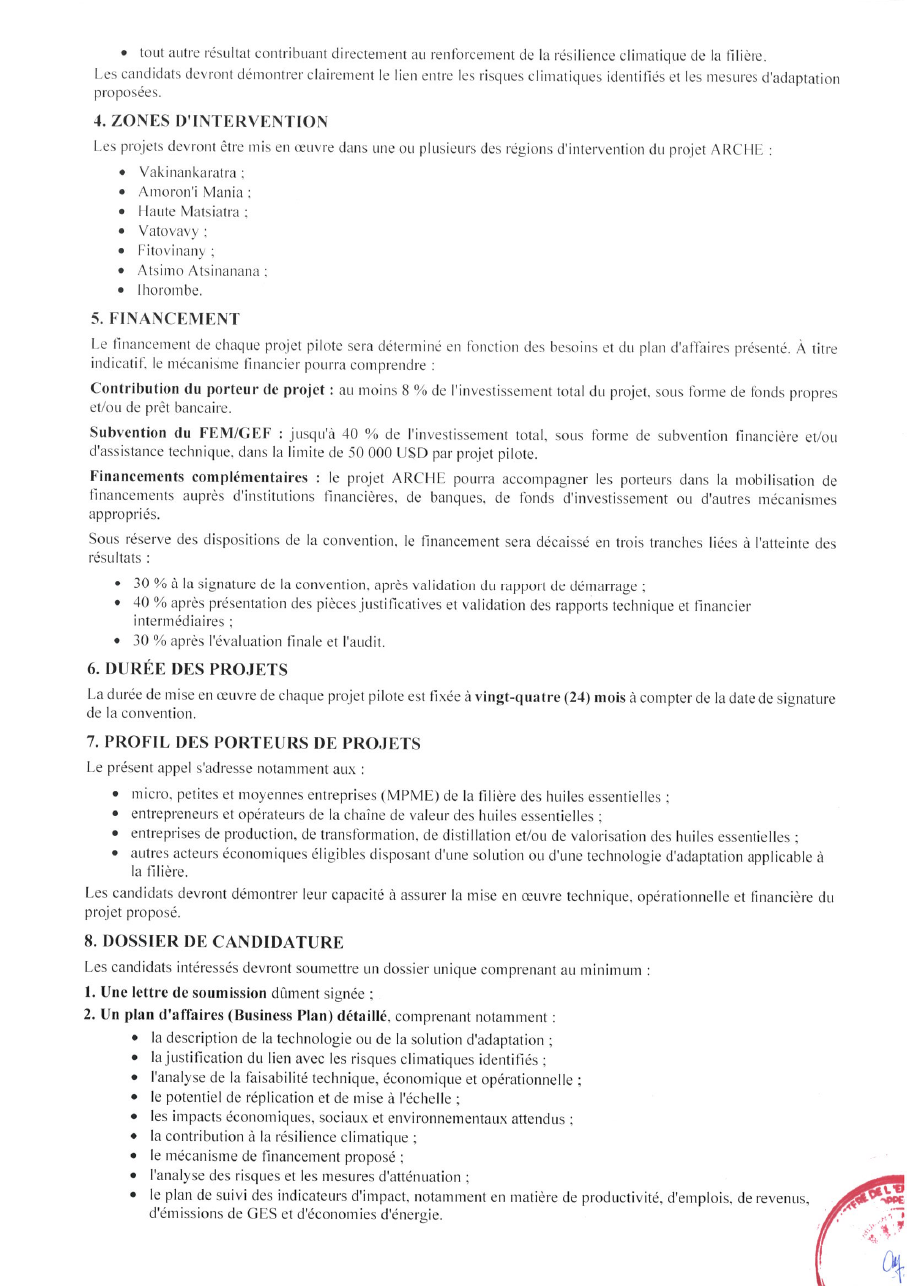 • tout autre résultat contribuant directement au renforcement de la résilience climatique de la filière.
Les candidats devront démontrer clairement le lien entre les risques climatiques identifiés et les mesures d'adaptation
proposées.
4. ZONES D'INTERVENTION
Les projets devront être mis en œuvre dans une ou plusieurs des régions d'intervention du projet ARCHE :
• Vakinankaratra ;
• Amoron'i Mania ;
• Haute Matsiatra ;
• Vatovavy ;
• Fitovinany ;
• Atsimo Atsinanana ;
• Ihorombe.
5. FINANCEMENT
Le financement de chaque projet pilote sera déterminé en fonction des besoins et du plan d'affaires présenté. À titre
indicatif, le mécanisme financier pourra comprendre :
Contribution du porteur de projet : au moins 8 % de l'investissement total du projet, sous forme de fonds propres
et/ou de prêt bancaire.
Subvention du FEM/GEF : jusqu'à 40 % de l'investissement total, sous forme de subvention financière et/ou
d'assistance technique, dans la limite de 50 000 USD par projet pilote.
Financements complémentaires : le projet ARCHE pourra accompagner les porteurs dans la mobilisation de
financements auprès d'institutions financières, de banques, de fonds d'investissement ou d'autres mécanismes
appropriés.
Sous réserve des dispositions de la convention, le financement sera décaissé en trois tranches liées à l'atteinte des
résultats :
• 30 % à la signature de la convention, après validation du rapport de démarrage ;
• 40 % après présentation des pièces justificatives et validation des rapports technique et financier
intermédiaires ;
• 30 % après l'évaluation finale et l'audit.
6. DURÉE DES PROJETS
La durée de mise en œuvre de chaque projet pilote est fixée à vingt-quatre (24) mois à compter de la date de signature
de la convention.
7. PROFIL DES PORTEURS DE PROJETS
Le présent appel s'adresse notamment aux :
• micro, petites et moyennes entreprises (MPME) de la filière des huiles essentielles ;
• entrepreneurs et opérateurs de la chaîne de valeur des huiles essentielles ;
• entreprises de production, de transformation, de distillation et/ou de valorisation des huiles essentielles ;
• autres acteurs économiques éligibles disposant d'une solution ou d'une technologie d'adaptation applicable à
la filière.
Les candidats devront démontrer leur capacité à assurer la mise en œuvre technique, opérationnelle et financière du
projet proposé.
8. DOSSIER DE CANDIDATURE
Les candidats intéressés devront soumettre un dossier unique comprenant au minimum :
1. Une lettre de soumission dûment signée ;
2. Un plan d'affaires (Business Plan) détaillé, comprenant notamment :
• la description de la technologie ou de la solution d'adaptation ;
• la justification du lien avec les risques climatiques identifiés ;
• l'analyse de la faisabilité technique, économique et opérationnelle ;
• le potentiel de réplication et de mise à l'échelle ;
• les impacts économiques, sociaux et environnementaux attendus ;
• la contribution à la résilience climatique ;
• le mécanisme de financement proposé ;
• l'analyse des risques et les mesures d'atténuation ;
• le plan de suivi des indicateurs d'impact, notamment en matière de productivité, d'emplois, de revenus,
d'émissions de GES et d'économies d'énergie.